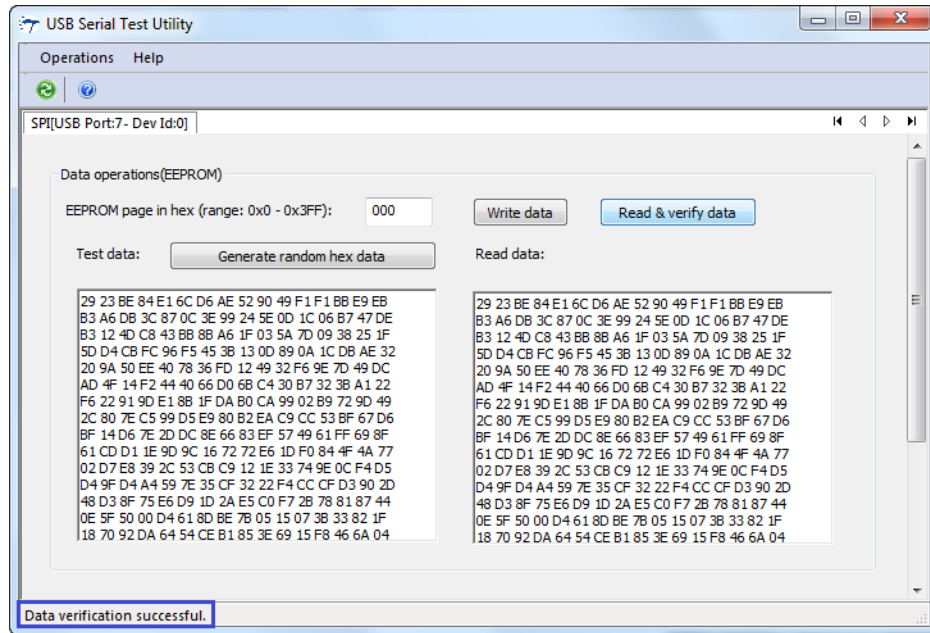 USB Serial Test Utility
Operations Help
SPI[USB Port:7- Dev Id:0]
Data operations(EEPROM)
EEPROM page in hex (range: 0x0 - 0x3FF): 000 Write data Read & verify data
Test data: Generate random hex data Read data:
29 23 BE 84 E1 6C D6 AE 52 90 49 F1 F1 BB E9 EB
B3 A6 DB 3C 87 0C 3E 99 24 5E 0D 1C 06 B7 47 DE
B3 12 4D C8 43 BB 8B A6 1F 03 5A 7D 09 38 25 1F
5D D4 CB FC 96 F5 45 3B 13 0D 89 0A 1C DB AE 32
20 9A 50 EE 40 78 36 FD 12 49 32 F6 9E 7D 49 DC
AD 4F 14 F2 44 40 66 D0 6B C4 30 B7 32 3B A1 22
F6 22 91 9D E1 8B 1F DA B0 CA 99 02 B9 72 9D 49
2C 80 7E C5 99 D5 E9 80 B2 EA C9 CC 53 BF 67 D6
BF 14 D6 7E 2D DC 8E 66 83 EF 57 49 61 FF 69 8F
61 CD D1 1E 9D 9C 16 72 72 E6 1D F0 84 4F 4A 77
02 D7 E8 39 2C 53 CB C9 12 1E 33 74 9E 0C F4 D5
D4 9F D4 A4 59 7E 35 CF 32 22 F4 CC CF D3 90 2D
48 D3 8F 75 E6 D9 1D 2A E5 C0 F7 2B 78 81 87 44
0E 5F 50 00 D4 61 8D BE 7B 05 15 07 3B 33 82 1F
18 70 92 DA 64 54 CE B1 85 3E 69 15 F8 46 6A 04
29 23 BE 84 E1 6C D6 AE 52 90 49 F1 F1 BB E9 EB
B3 A6 DB 3C 87 0C 3E 99 24 5E 0D 1C 06 B7 47 DE
B3 12 4D C8 43 BB 8B A6 1F 03 5A 7D 09 38 25 1F
5D D4 CB FC 96 F5 45 3B 13 0D 89 0A 1C DB AE 32
20 9A 50 EE 40 78 36 FD 12 49 32 F6 9E 7D 49 DC
AD 4F 14 F2 44 40 66 D0 6B C4 30 B7 32 3B A1 22
F6 22 91 9D E1 8B 1F DA B0 CA 99 02 B9 72 9D 49
2C 80 7E C5 99 D5 E9 80 B2 EA C9 CC 53 BF 67 D6
BF 14 D6 7E 2D DC 8E 66 83 EF 57 49 61 FF 69 8F
61 CD D1 1E 9D 9C 16 72 72 E6 1D F0 84 4F 4A 77
02 D7 E8 39 2C 53 CB C9 12 1E 33 74 9E 0C F4 D5
D4 9F D4 A4 59 7E 35 CF 32 22 F4 CC CF D3 90 2D
48 D3 8F 75 E6 D9 1D 2A E5 C0 F7 2B 78 81 87 44
0E 5F 50 00 D4 61 8D BE 7B 05 15 07 3B 33 82 1F
18 70 92 DA 64 54 CE B1 85 3E 69 15 F8 46 6A 04
Data verification successful.